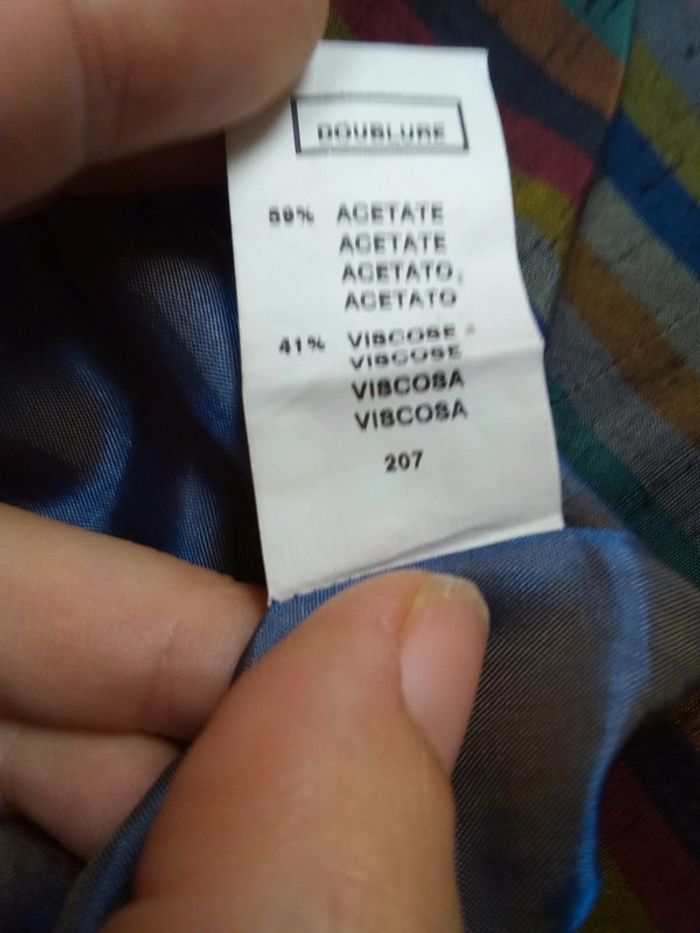 DOUBLURE
59% ACETATE
ACETATE
ACETATO,
ACETATO
41% VISCOSE
VISCOSE
VISCOSA
VISCOSA
207